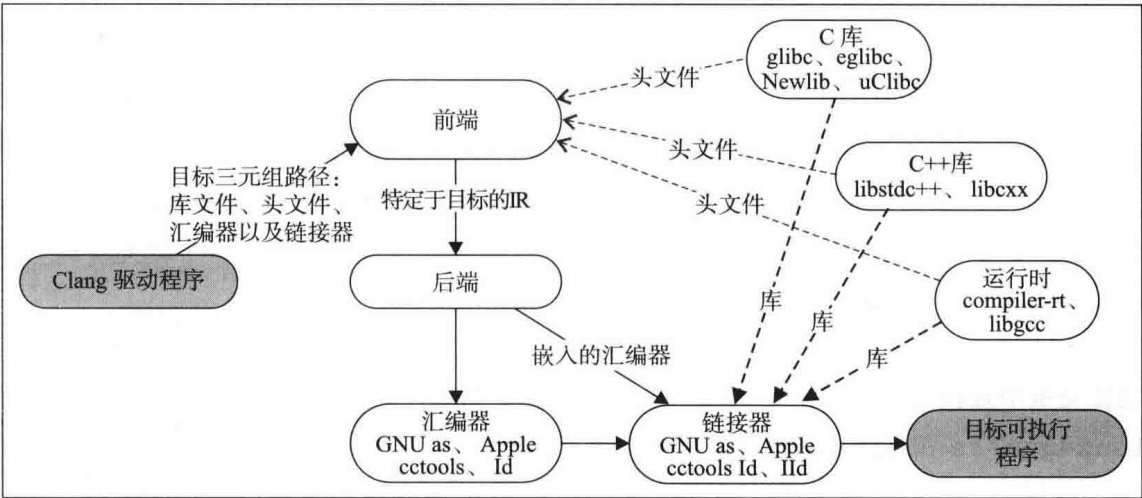 C 库
glibc、eglibc、
Newlib、 uClibc
头文件
前端
头文件
C++库
libstdc++、 libcxx
目标三元组路径：
库文件、头文件、
汇编器以及链接器
特定于目标的IR
头文件
Clang 驱动程序
后端
运行时
compiler-rt、
libgcc
库
库
库
嵌入的汇编器
汇编器
GNU as、 Apple
cctools、 Id
链接器
GNU as、 Apple
cctools Id、IId
目标可执行
程序